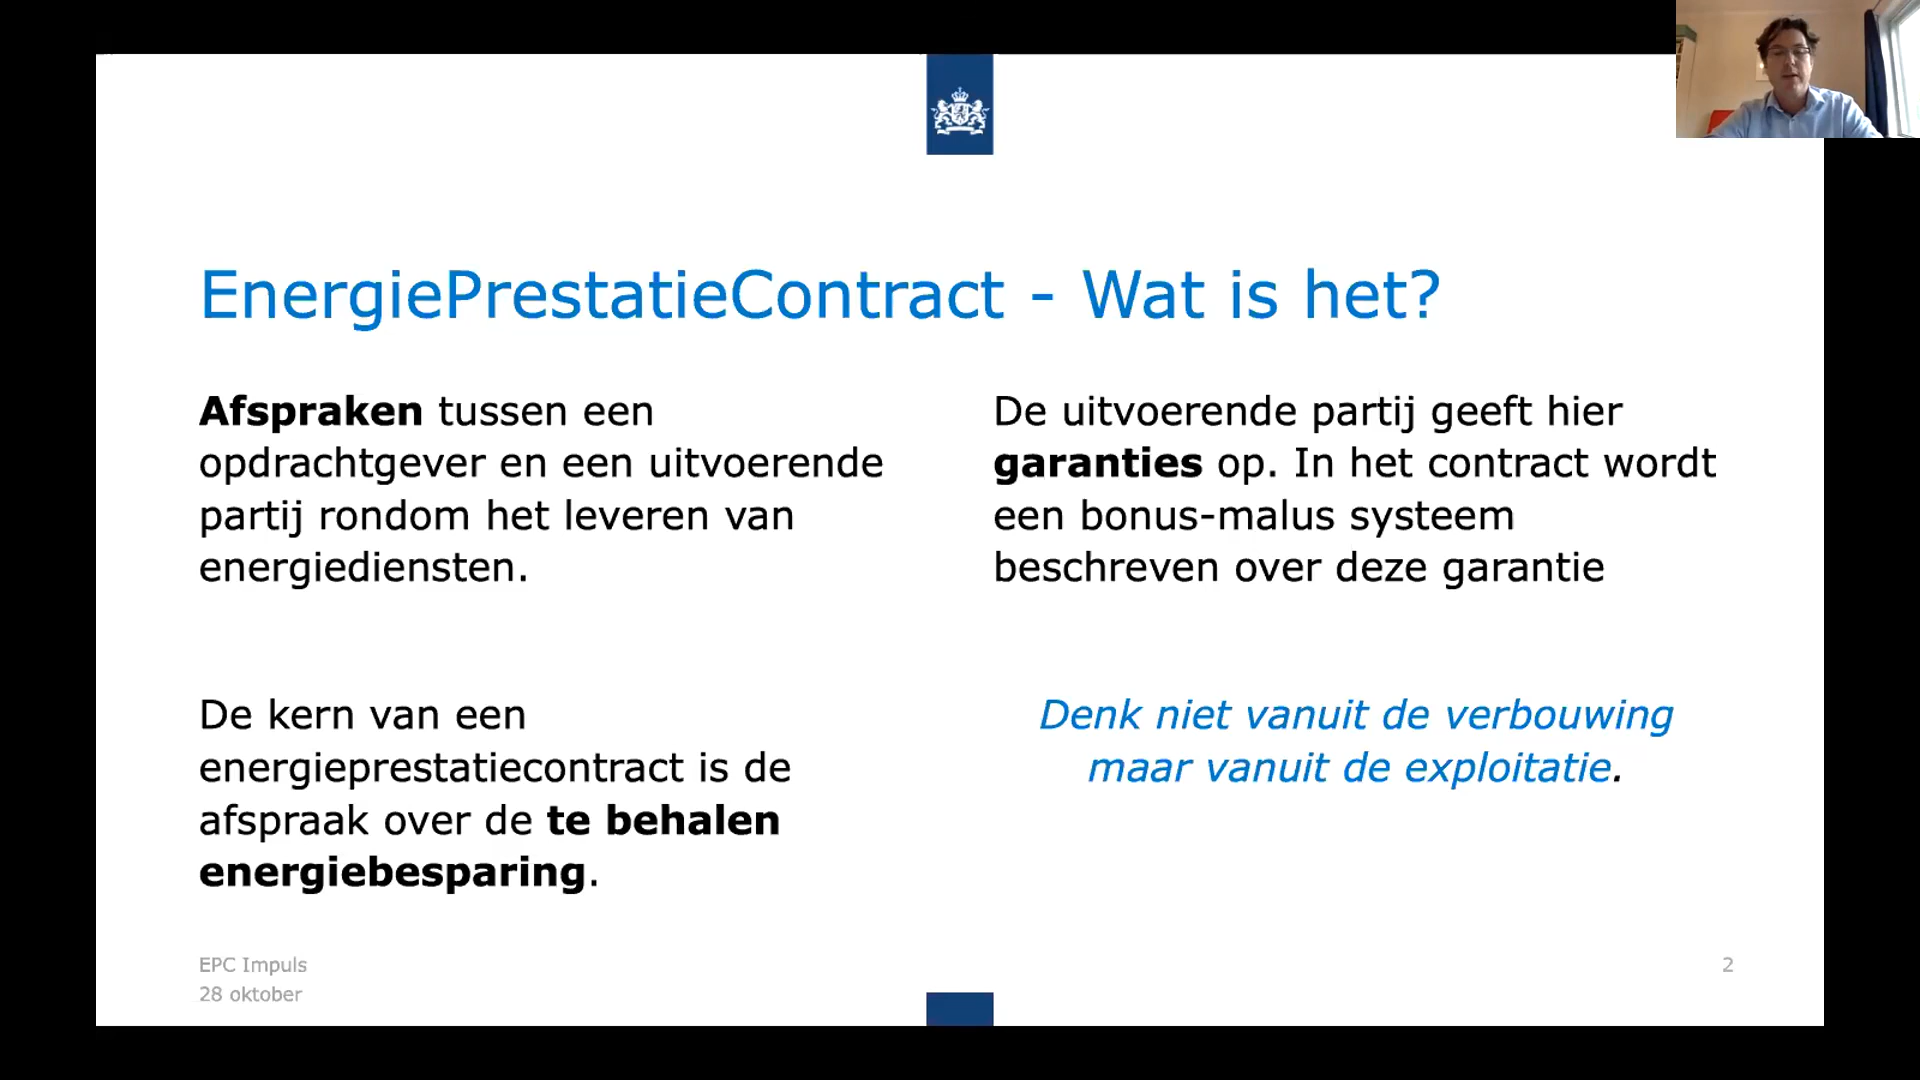 EnergiePrestatieContract - Wat is het?
Afspraken tussen een
opdrachtgever en een uitvoerende
partij rondom het leveren van
energiediensten.
De kern van een
energieprestatiecontract is de
afspraak over de te behalen
energiebesparing.
De uitvoerende partij geeft hier
garanties op. In het contract wordt
een bonus-malus systeem
beschreven over deze garantie
Denk niet vanuit de verbouwing
maar vanuit de exploitatie.
EPC Impuls
28 oktober
2